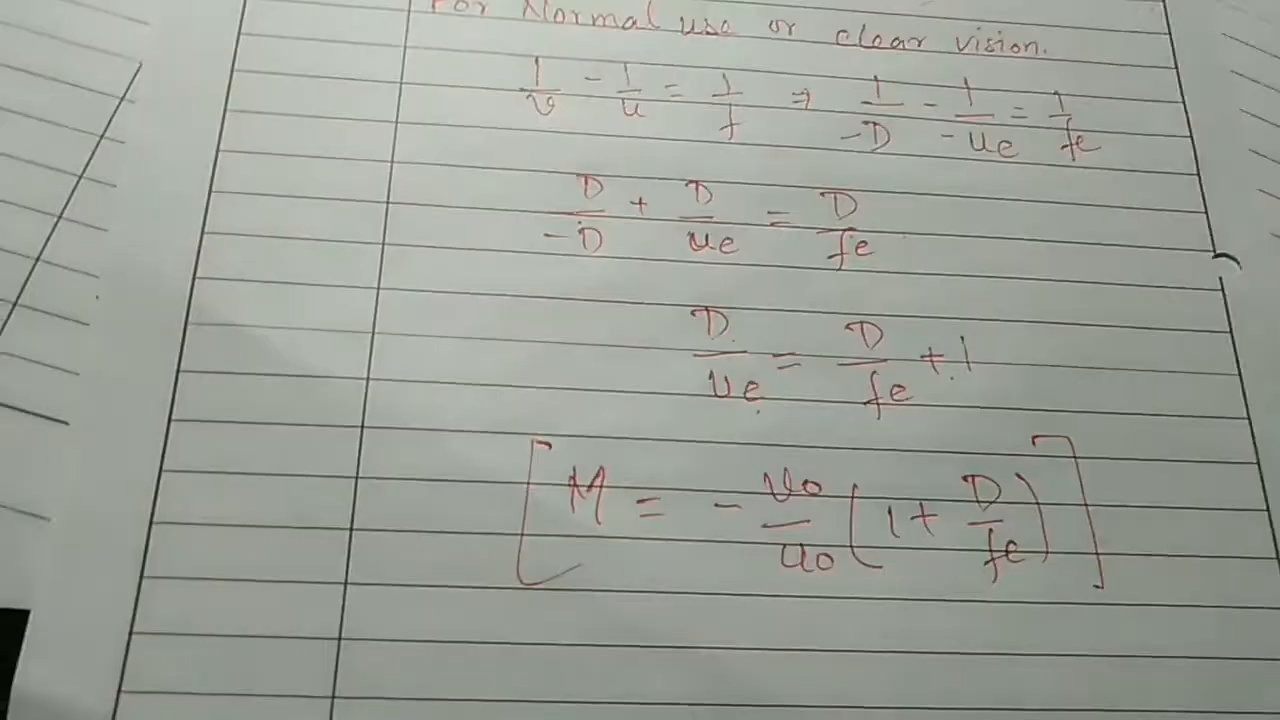 For Normal use or clear vision.
1/v - 1/u = 1/f ⇒ 1/-D - 1/-ue = 1/fe
D/-D + D/ue = D/fe
D/ue = D/fe + 1
[M = - vo/uo (1 + D/fe)]